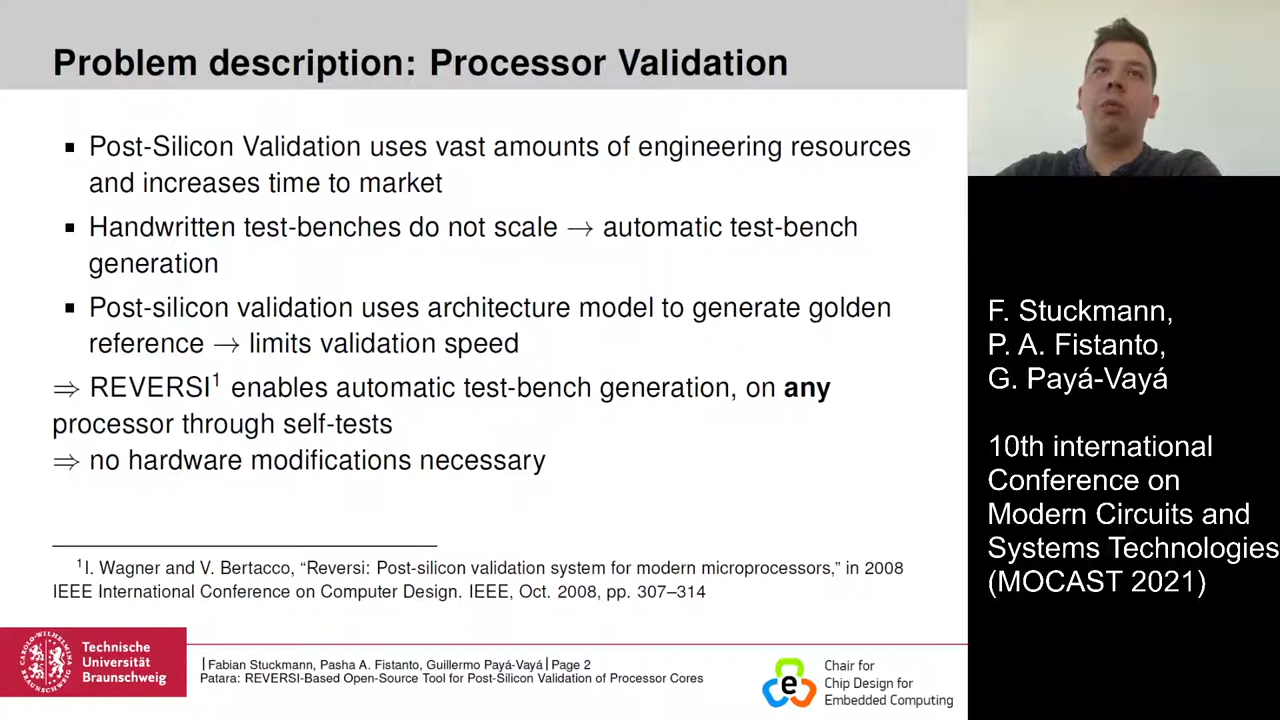 Problem description: Processor Validation
▪ Post-Silicon Validation uses vast amounts of engineering resources
and increases time to market
▪ Handwritten test-benches do not scale → automatic test-bench
generation
▪ Post-silicon validation uses architecture model to generate golden
reference → limits validation speed
⇒ REVERSI¹ enables automatic test-bench generation, on any
processor through self-tests
⇒ no hardware modifications necessary
¹I. Wagner and V. Bertacco, “Reversi: Post-silicon validation system for modern microprocessors,” in 2008
IEEE International Conference on Computer Design. IEEE, Oct. 2008, pp. 307–314
CAROLO-WILHELMINA
BRAUNSCHWEIG
Technische
Universität
Braunschweig
| Fabian Stuckmann, Pasha A. Fistanto, Guillermo Payá-Vayá | Page 2
Patara: REVERSI-Based Open-Source Tool for Post-Silicon Validation of Processor Cores
e
Chair for
Chip Design for
Embedded Computing
F. Stuckmann,
P. A. Fistanto,
G. Payá-Vayá
10th international
Conference on
Modern Circuits and
Systems Technologies
(MOCAST 2021)